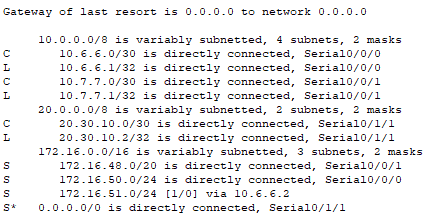 Gateway of last resort is 0.0.0.0 to network 0.0.0.0
10.0.0.0/8 is variably subnetted, 4 subnets, 2 masks
C 10.6.6.0/30 is directly connected, Serial0/0/0
L 10.6.6.1/32 is directly connected, Serial0/0/0
C 10.7.7.0/30 is directly connected, Serial0/0/1
L 10.7.7.1/32 is directly connected, Serial0/0/1
20.0.0.0/8 is variably subnetted, 2 subnets, 2 masks
C 20.30.10.0/30 is directly connected, Serial0/1/1
L 20.30.10.2/32 is directly connected, Serial0/1/1
172.16.0.0/16 is variably subnetted, 3 subnets, 2 masks
S 172.16.48.0/20 is directly connected, Serial0/0/1
S 172.16.50.0/24 is directly connected, Serial0/0/0
S 172.16.51.0/24 [1/0] via 10.6.6.2
S* 0.0.0.0/0 is directly connected, Serial0/1/1